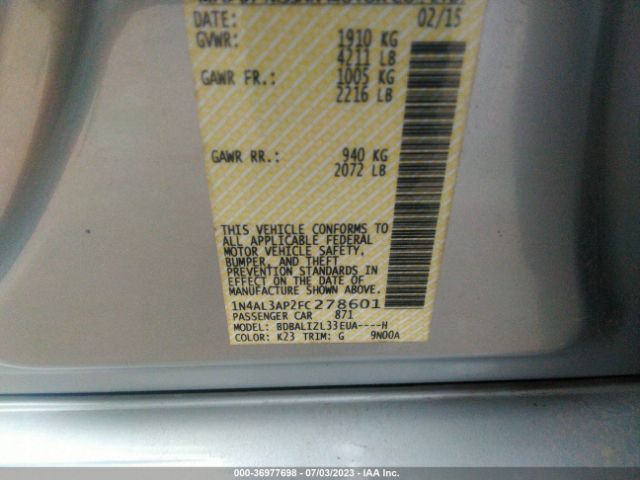 DATE: 02/15
GVWR: 1910 KG
4211 LB
GAWR FR.: 1005 KG
2216 LB
GAWR RR.: 940 KG
2072 LB
THIS VEHICLE CONFORMS TO
ALL APPLICABLE FEDERAL
MOTOR VEHICLE SAFETY,
BUMPER, AND THEFT
PREVENTION STANDARDS IN
EFFECT ON THE DATE OF
MANUFACTURE SHOWN ABOVE.
1N4AL3AP2FC278601
PASSENGER CAR 871
MODEL: BDBALIZL33EUA----H
COLOR: K23 TRIM: G 9N00A
000-36977698 - 07/03/2023 - IAA Inc.